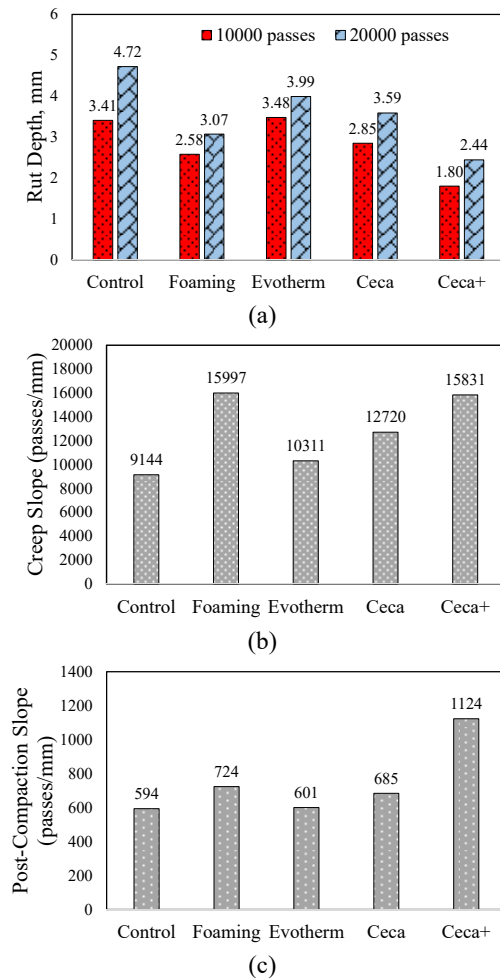 6
5
4
3
2
1
0
Rut Depth, mm
10000 passes
20000 passes
3.41
4.72
2.58
3.07
3.48
3.99
2.85
3.59
1.80
2.44
Control
Foaming
Evotherm
Ceca
Ceca+
(a)
20000
18000
16000
14000
12000
10000
8000
6000
4000
2000
0
Creep Slope (passes/mm)
9144
15997
10311
12720
15831
Control
Foaming
Evotherm
Ceca
Ceca+
(b)
1400
1200
1000
800
600
400
200
0
Post-Compaction Slope
(passes/mm)
594
724
601
685
1124
Control
Foaming
Evotherm
Ceca
Ceca+
(c)